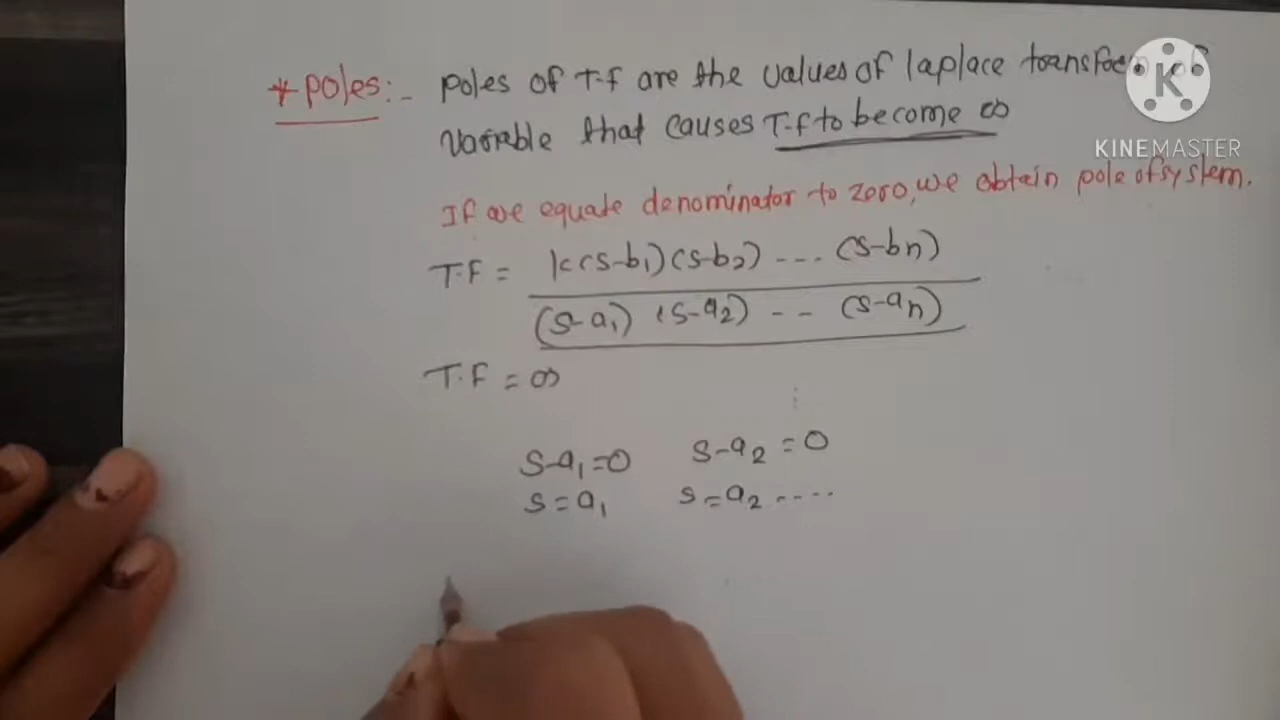 * poles:- poles of T.F are the values of laplace transform of
variable that causes T.f to become ∞
If we equate denominator to zero, we obtain pole of system.
T.F = K(s-b₁)(s-b₂) --- (s-bn)
(s-a₁) (s-a₂) -- (s-an)
T.F = ∞
s-a₁=0 s-a₂=0
s=a₁ s=a₂ ----
K
KINEMASTER